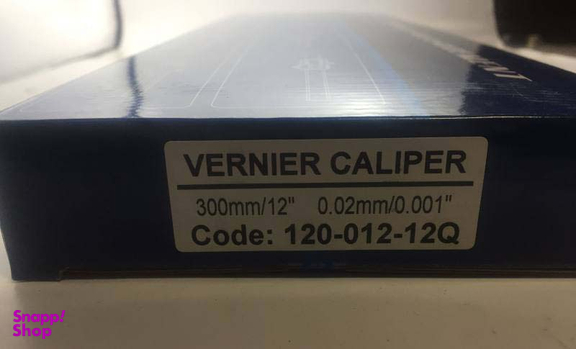 VERNIER CALIPER
300mm/12" 0.02mm/0.001"
Code: 120-012-12Q
Snapp!
Shop